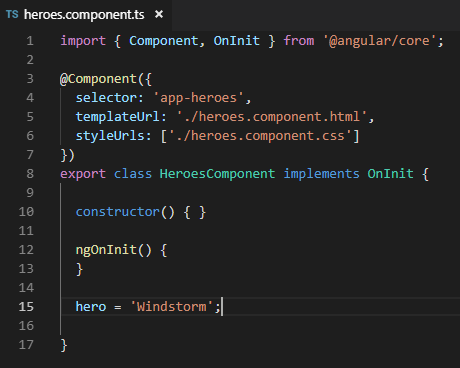 TS heroes.component.ts ×
1 import { Component, OnInit } from '@angular/core';
2
3 @Component({
4   selector: 'app-heroes',
5   templateUrl: './heroes.component.html',
6   styleUrls: ['./heroes.component.css']
7 })
8 export class HeroesComponent implements OnInit {
9
10   constructor() { }
11
12   ngOnInit() {
13   }
14
15   hero = 'Windstorm';
16
17 }